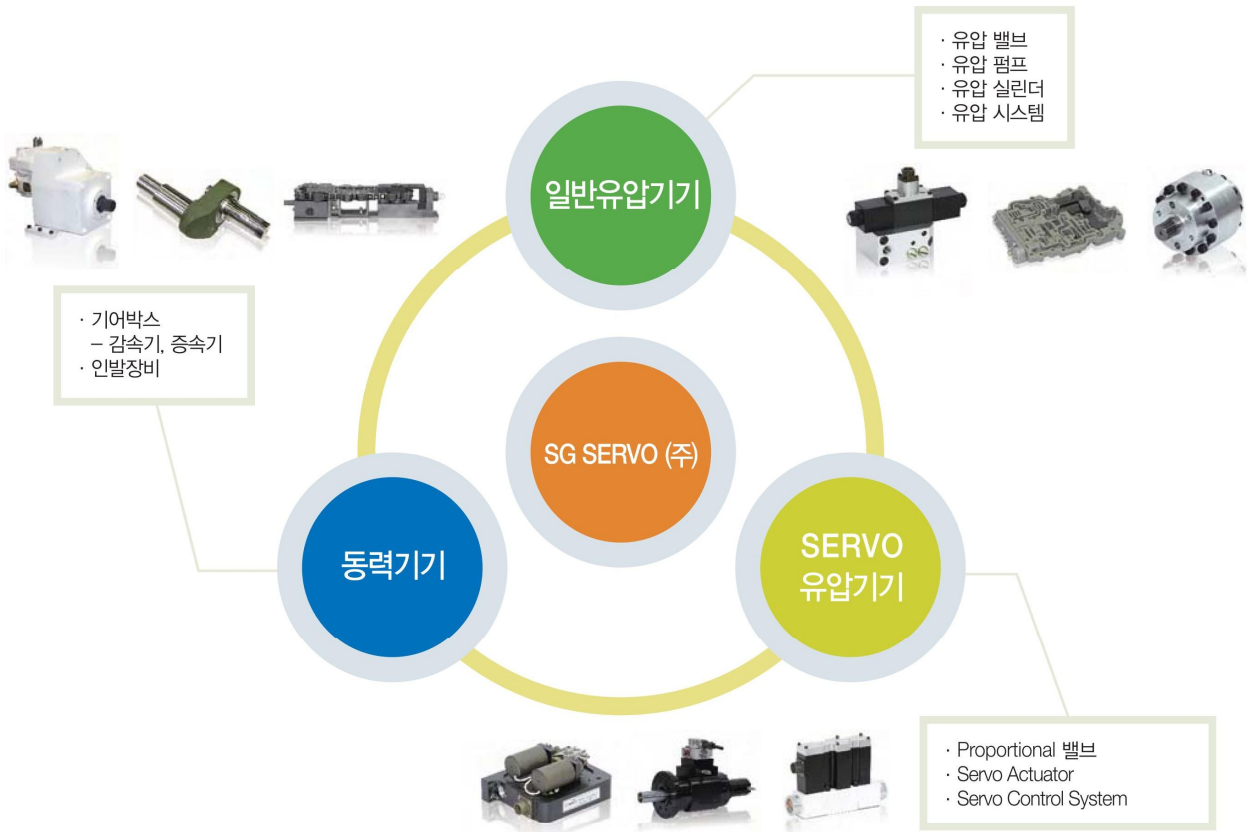 · 유압 밸브
· 유압 펌프
· 유압 실린더
· 유압 시스템
일반유압기기
· 기어박스
– 감속기, 증속기
· 인발장비
SG SERVO (주)
동력기기
SERVO
유압기기
· Proportional 밸브
· Servo Actuator
· Servo Control System